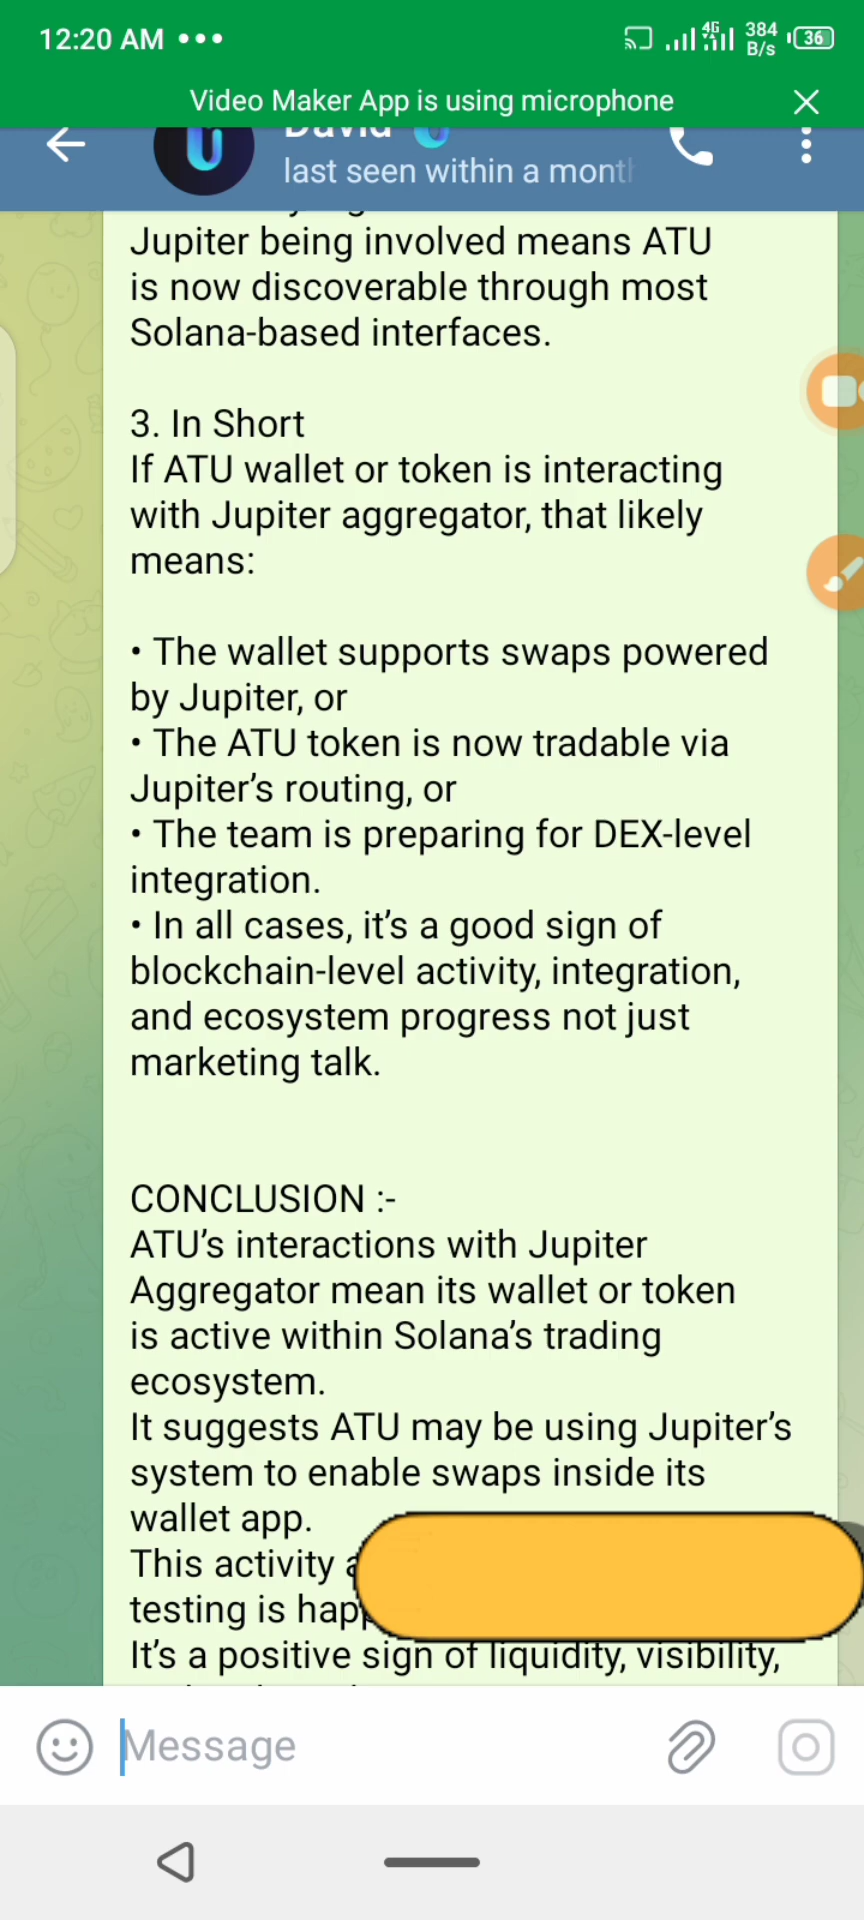 12:20 AM
4G 384 B/s 36
Video Maker App is using microphone
David
last seen within a month
Jupiter being involved means ATU
is now discoverable through most
Solana-based interfaces.
3. In Short
If ATU wallet or token is interacting
with Jupiter aggregator, that likely
means:
• The wallet supports swaps powered
by Jupiter, or
• The ATU token is now tradable via
Jupiter’s routing, or
• The team is preparing for DEX-level
integration.
• In all cases, it’s a good sign of
blockchain-level activity, integration,
and ecosystem progress not just
marketing talk.
CONCLUSION :-
ATU’s interactions with Jupiter
Aggregator mean its wallet or token
is active within Solana’s trading
ecosystem.
It suggests ATU may be using Jupiter’s
system to enable swaps inside its
wallet app.
This activity
testing is
It’s a positive sign of liquidity, visibility,
Message